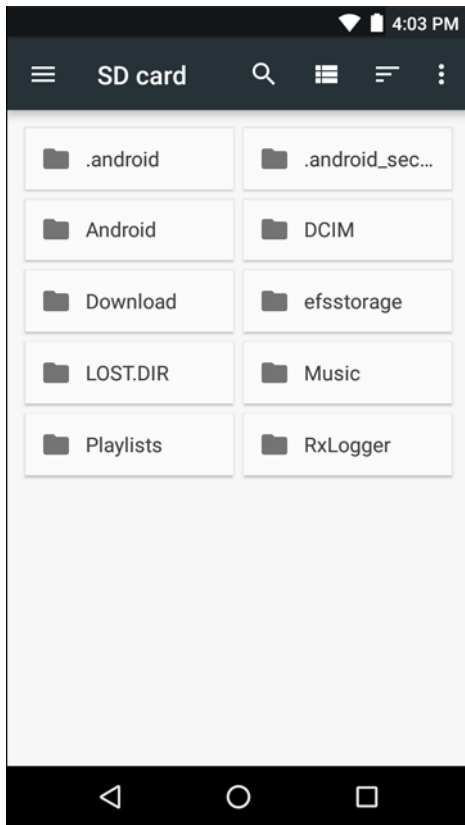 4:03 PM
SD card
.android
.android_sec...
Android
DCIM
Download
efsstorage
LOST.DIR
Music
Playlists
RxLogger